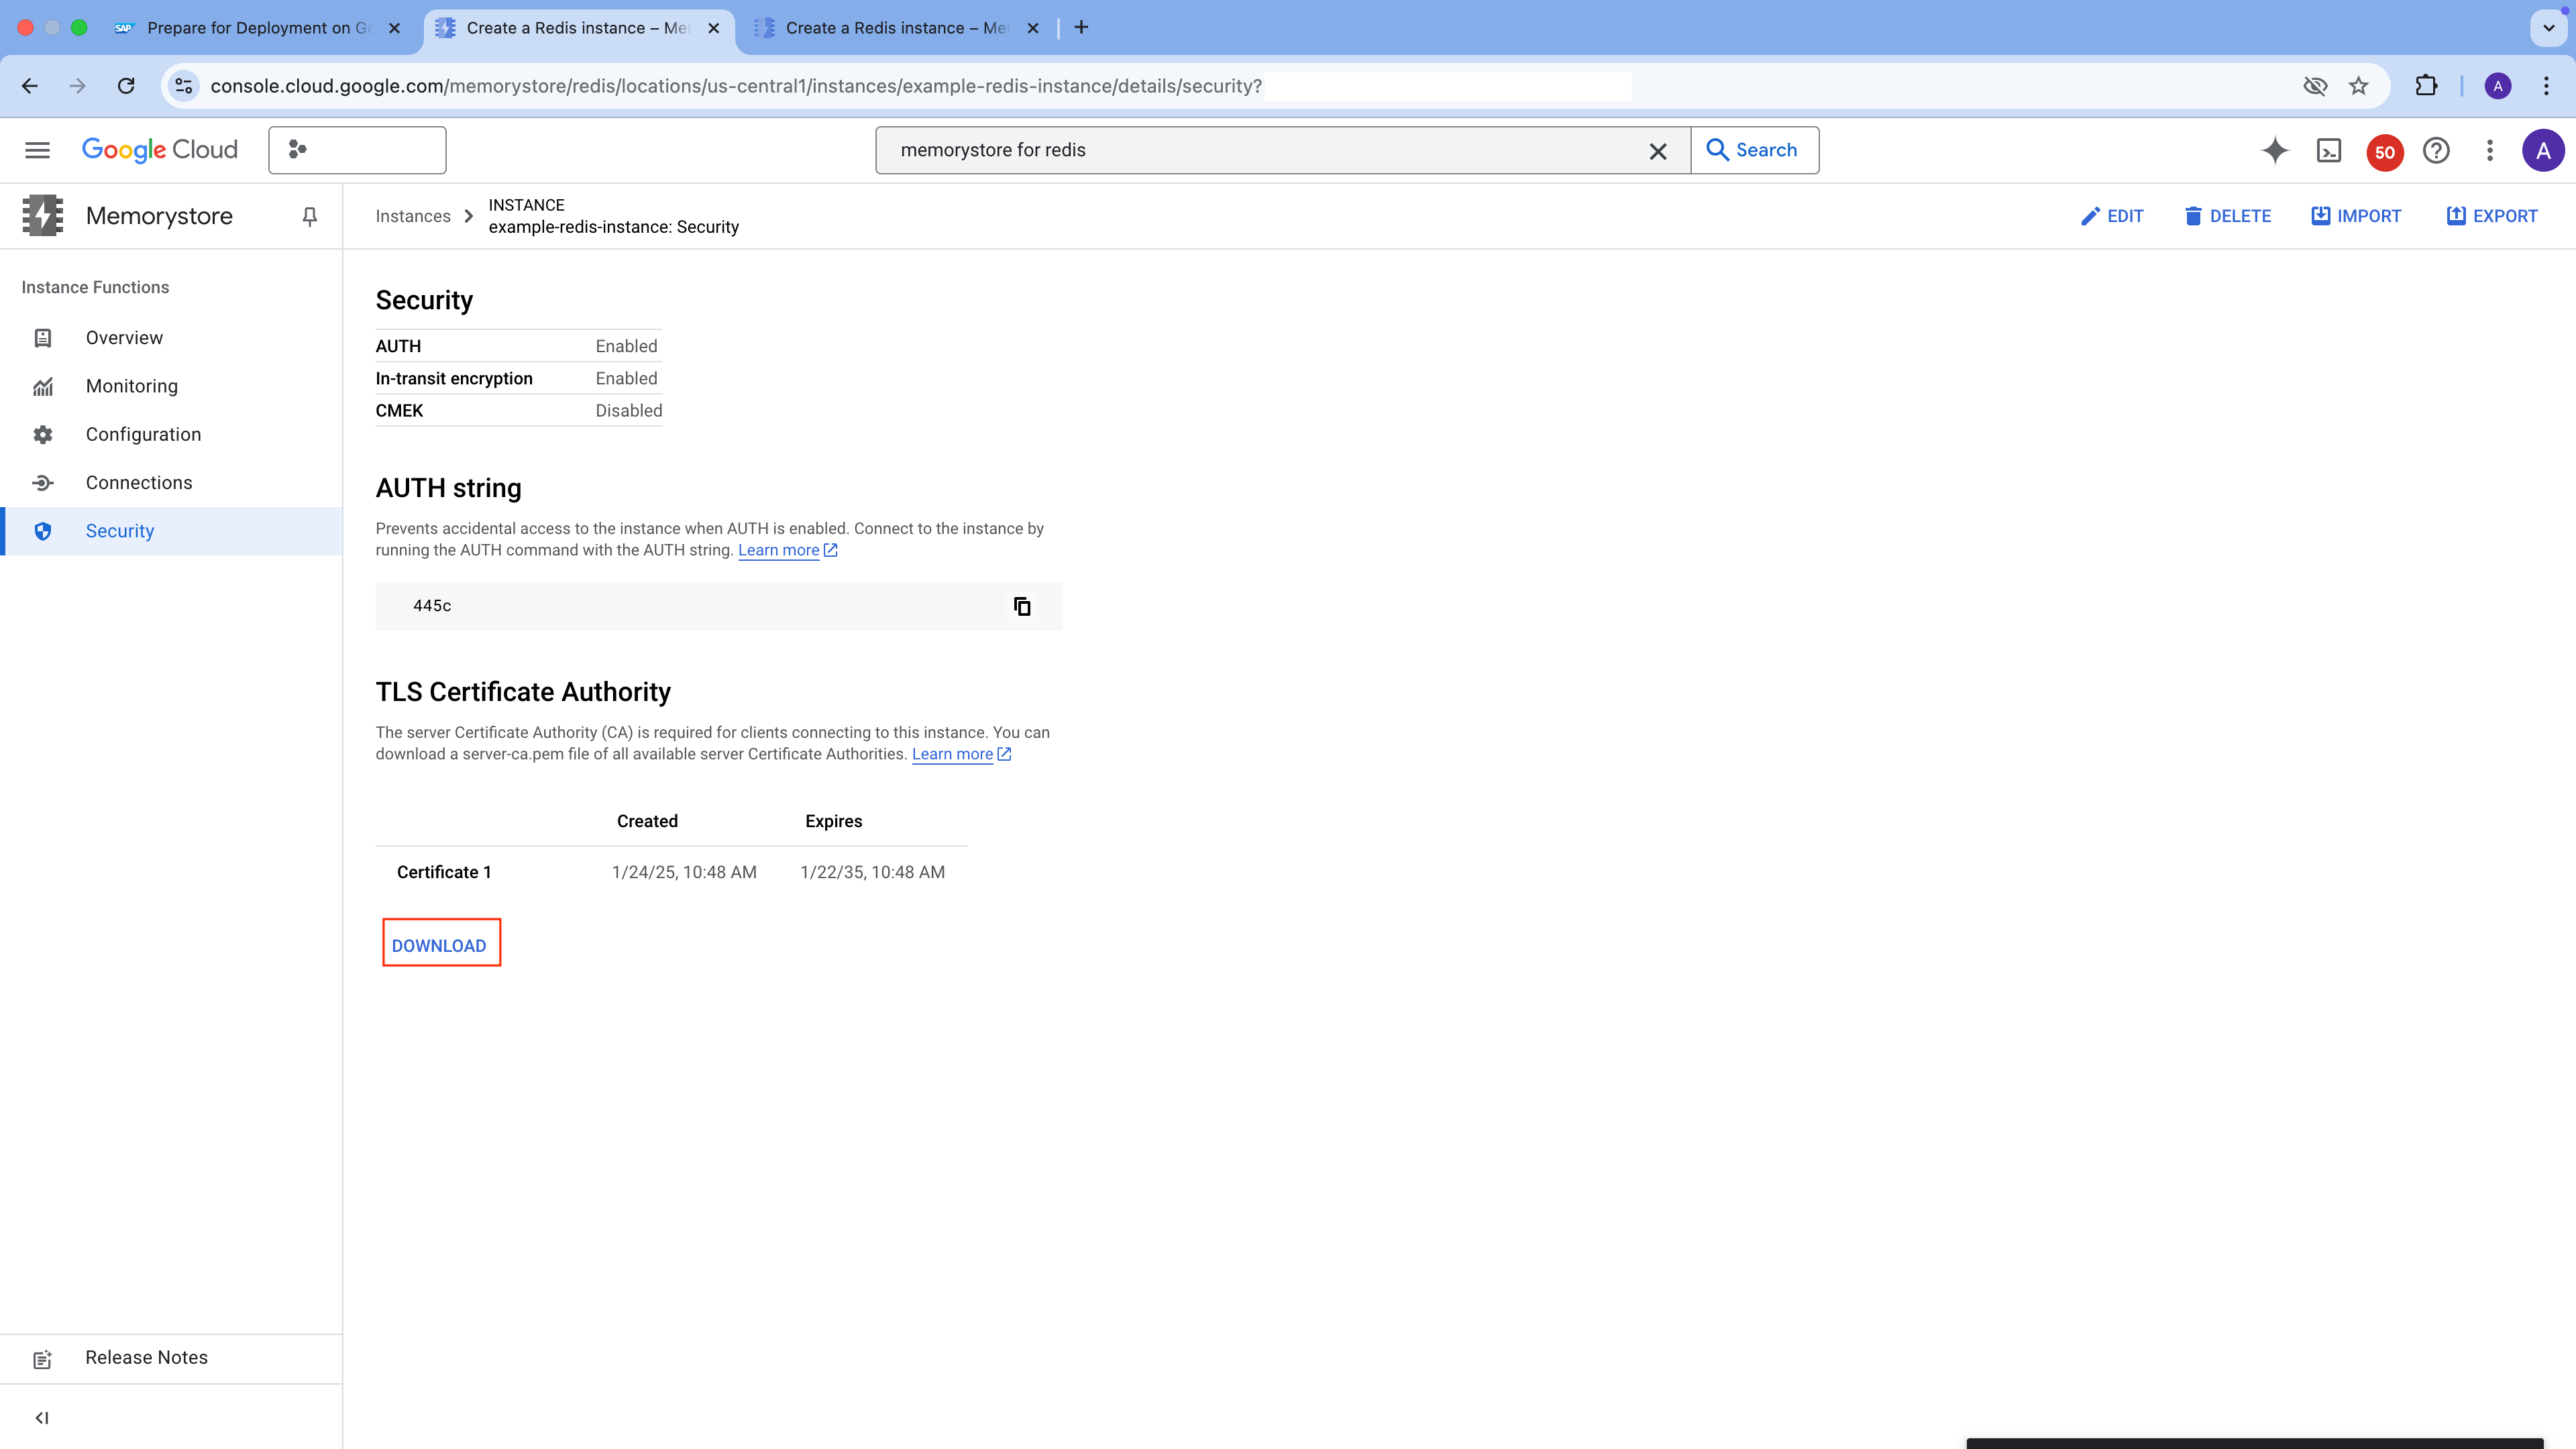 SAP Prepare for Deployment on Go
Create a Redis instance – Mem
Create a Redis instance – Mem
console.cloud.google.com/memorystore/redis/locations/us-central1/instances/example-redis-instance/details/security?
A
Google Cloud
memorystore for redis
Search
50
A
Memorystore
Instances
INSTANCE
example-redis-instance: Security
EDIT
DELETE
IMPORT
EXPORT
Instance Functions
Overview
Monitoring
Configuration
Connections
Security
Security
AUTH Enabled
In-transit encryption Enabled
CMEK Disabled
AUTH string
Prevents accidental access to the instance when AUTH is enabled. Connect to the instance by
running the AUTH command with the AUTH string. Learn more
445c
TLS Certificate Authority
The server Certificate Authority (CA) is required for clients connecting to this instance. You can
download a server-ca.pem file of all available server Certificate Authorities. Learn more
Created Expires
Certificate 1 1/24/25, 10:48 AM 1/22/35, 10:48 AM
DOWNLOAD
Release Notes